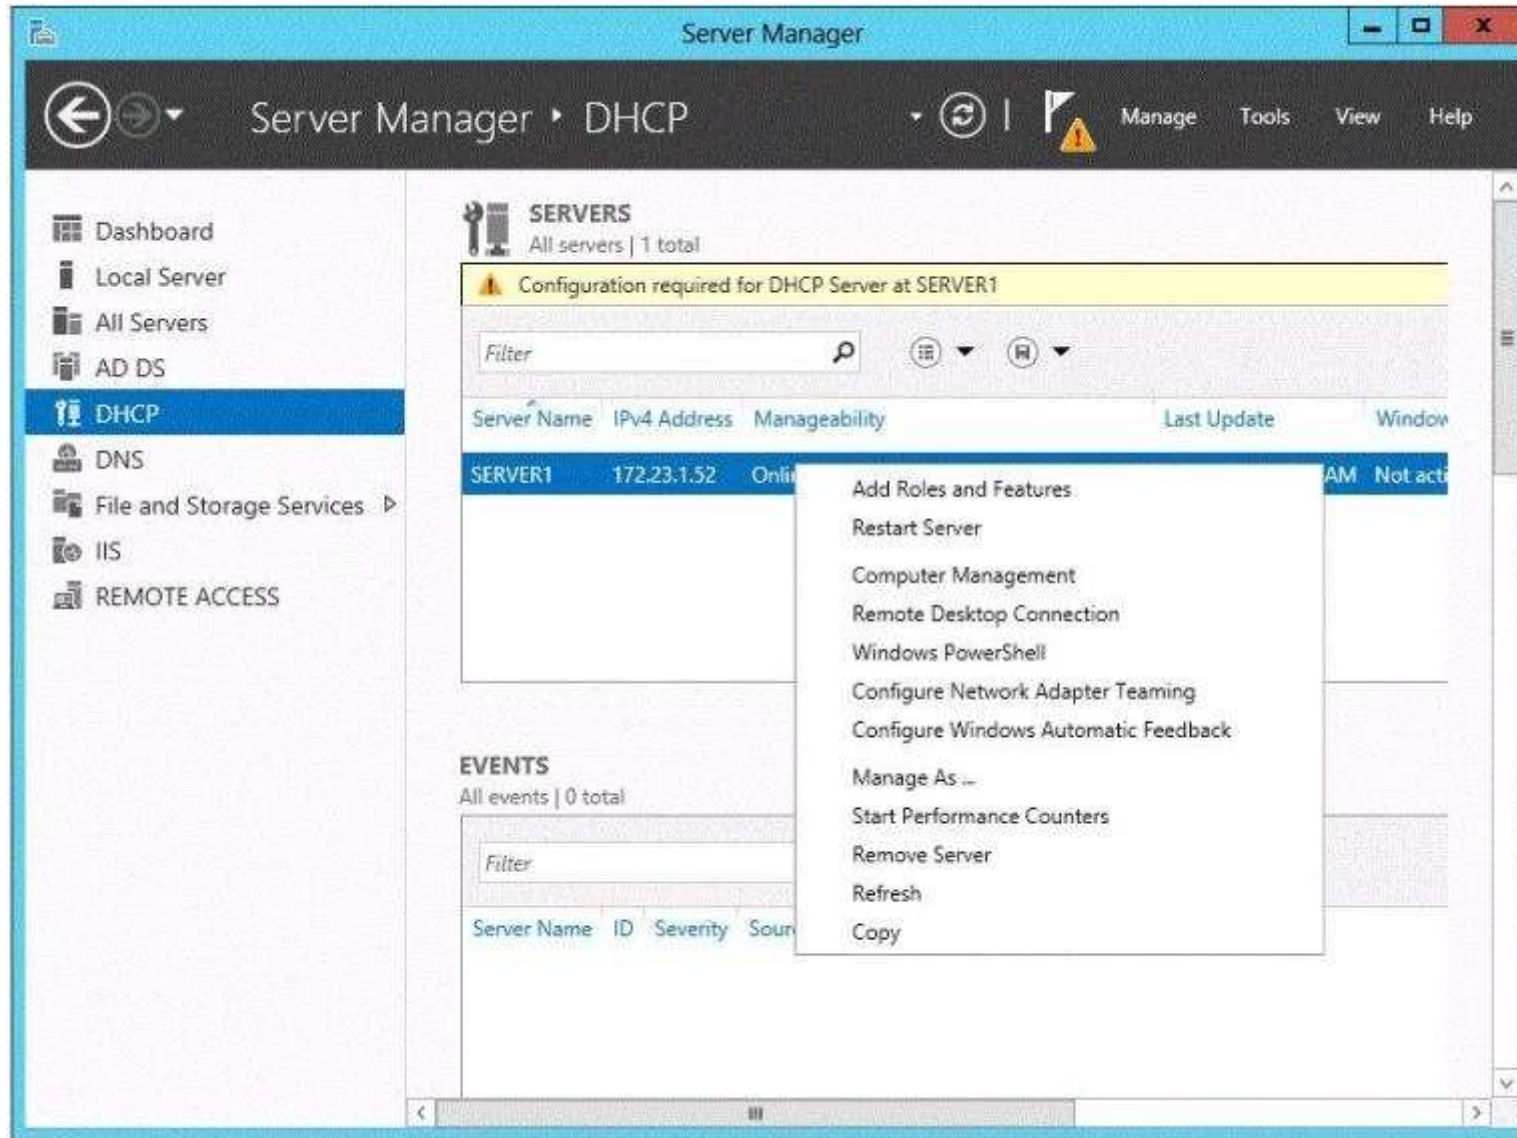 Server Manager
Server Manager ‣ DHCP
Manage Tools View Help
Dashboard
Local Server
All Servers
AD DS
DHCP
DNS
File and Storage Services
IIS
REMOTE ACCESS
SERVERS
All servers | 1 total
Configuration required for DHCP Server at SERVER1
Filter
Server Name IPv4 Address Manageability Last Update Window
SERVER1 172.23.1.52 Onli AM Not acti
Add Roles and Features
Restart Server
Computer Management
Remote Desktop Connection
Windows PowerShell
Configure Network Adapter Teaming
Configure Windows Automatic Feedback
Manage As ...
Start Performance Counters
Remove Server
Refresh
Copy
EVENTS
All events | 0 total
Filter
Server Name ID Severity Sour